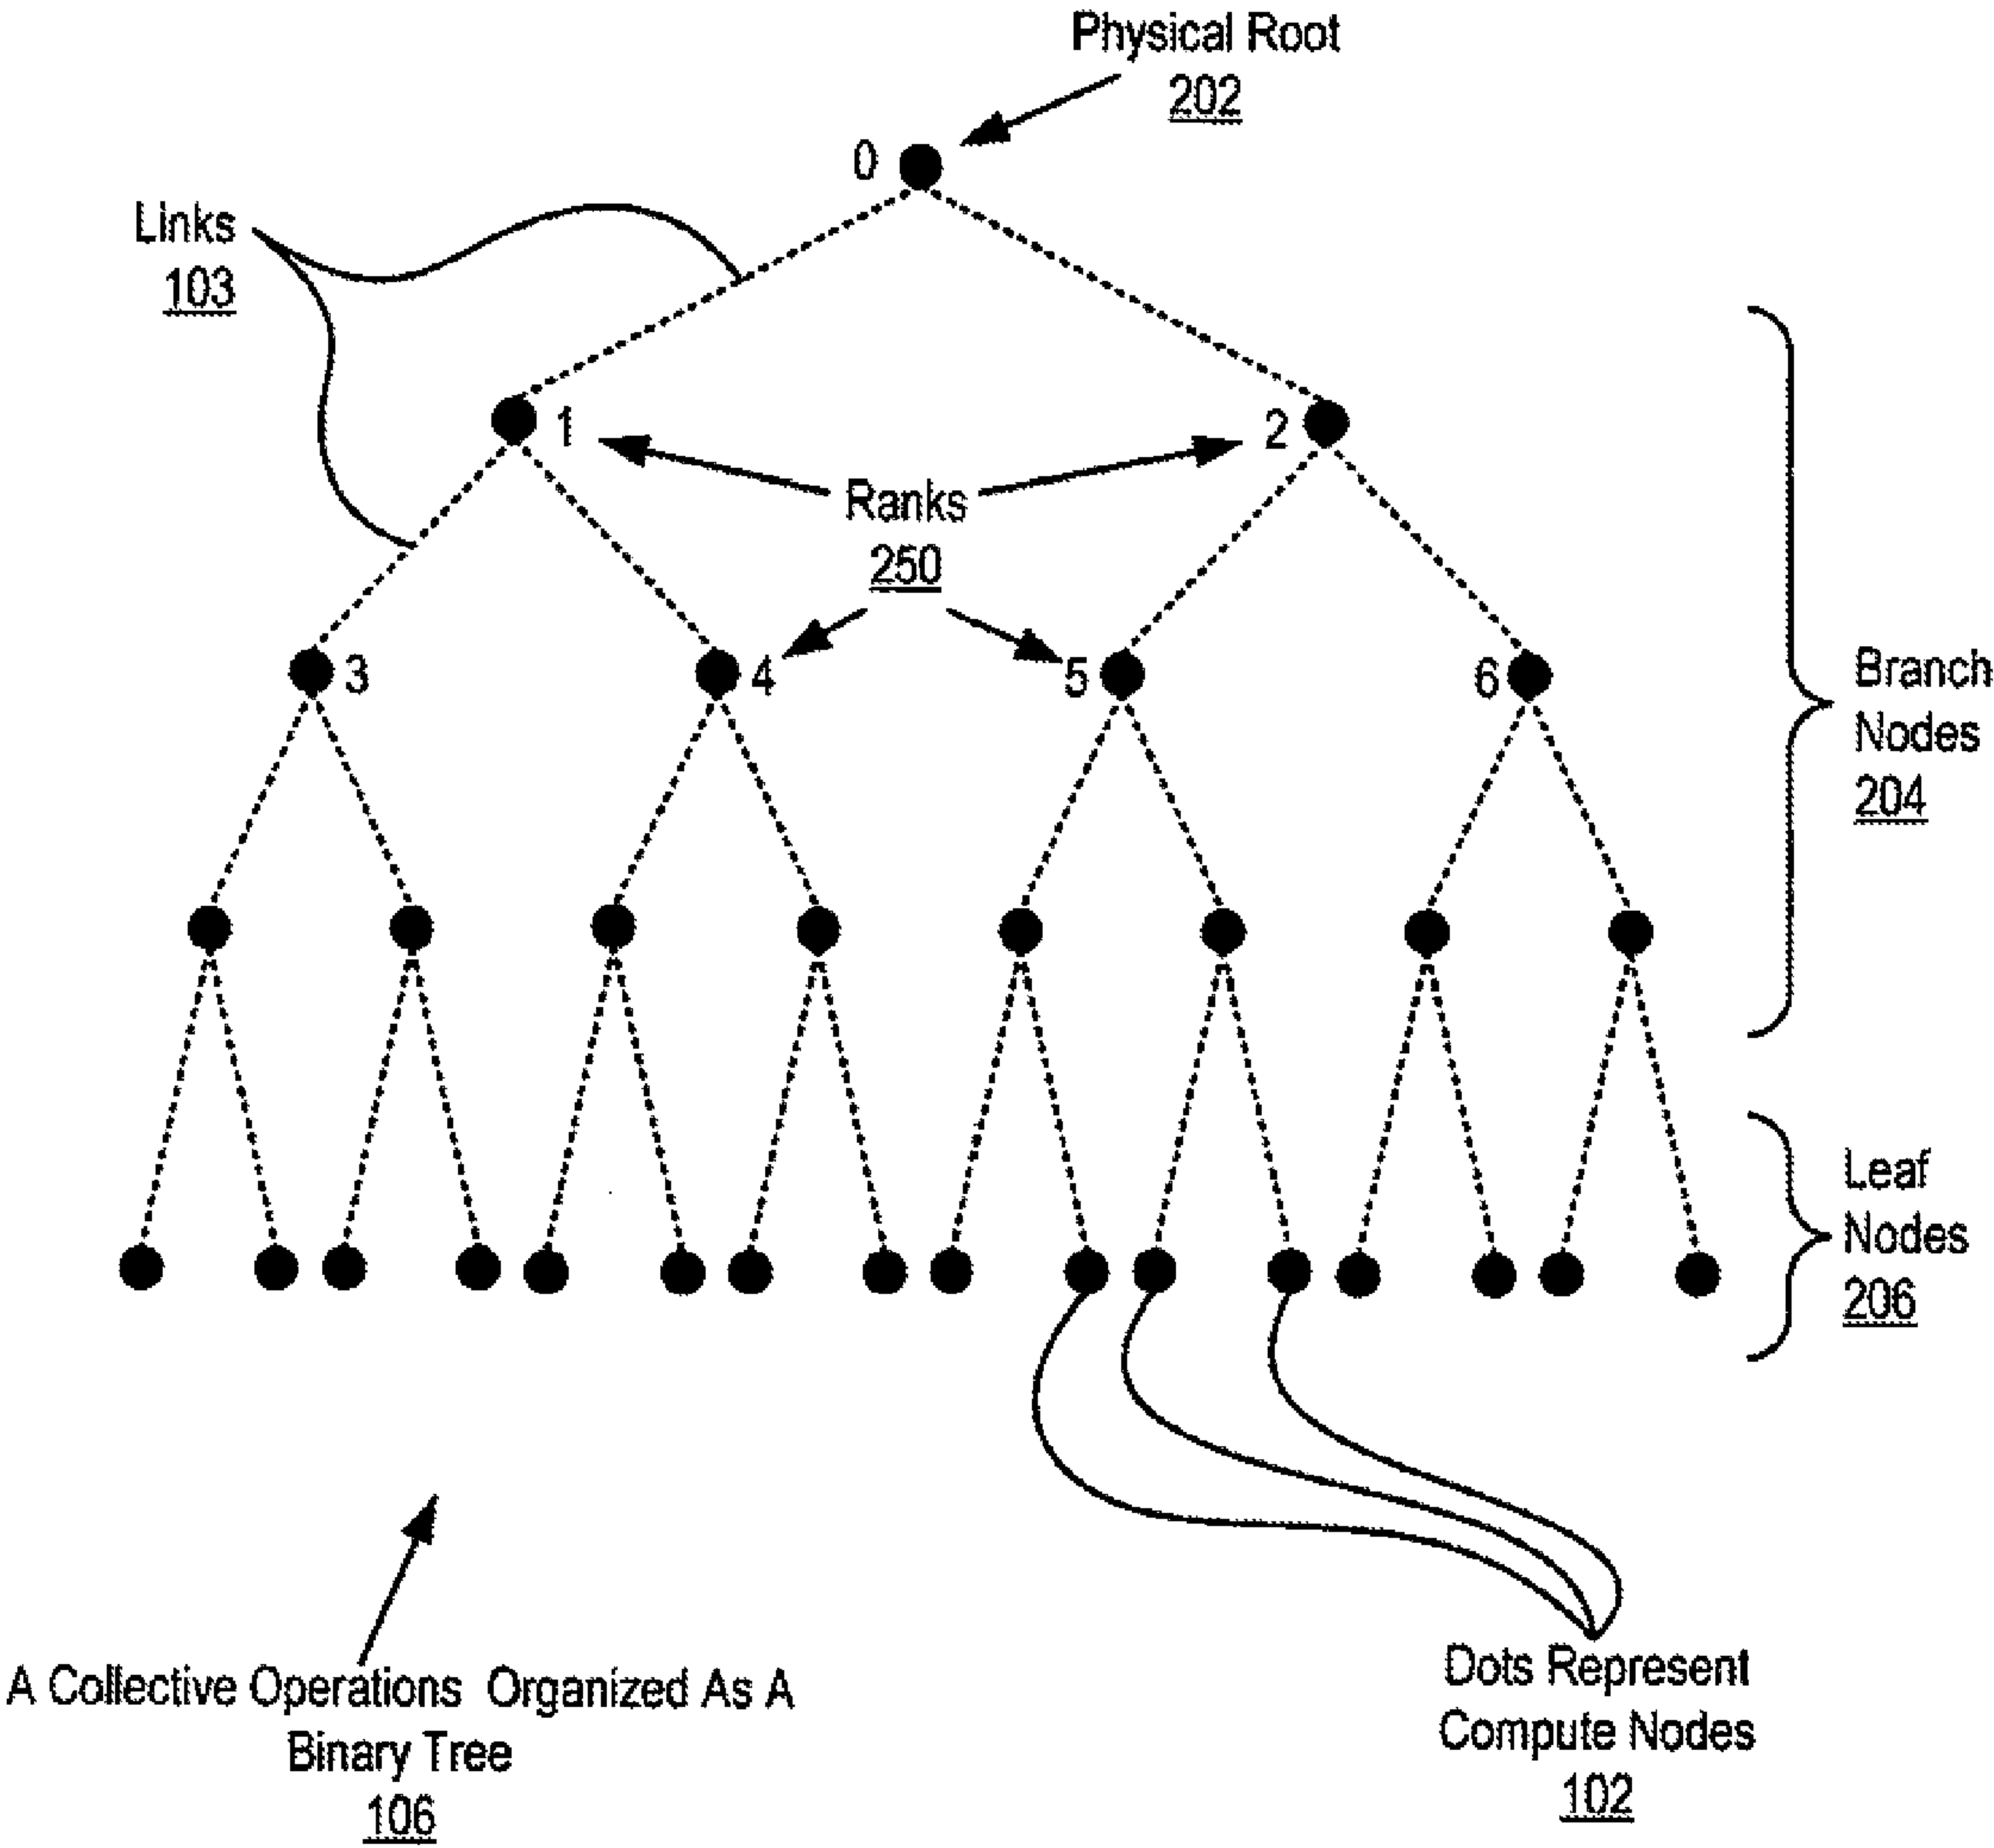 Physical Root
202
0
Links
103
1
2
Ranks
250
3
4
5
6
Branch
Nodes
204
Leaf
Nodes
206
A Collective Operations Organized As A
Binary Tree
106
Dots Represent
Compute Nodes
102